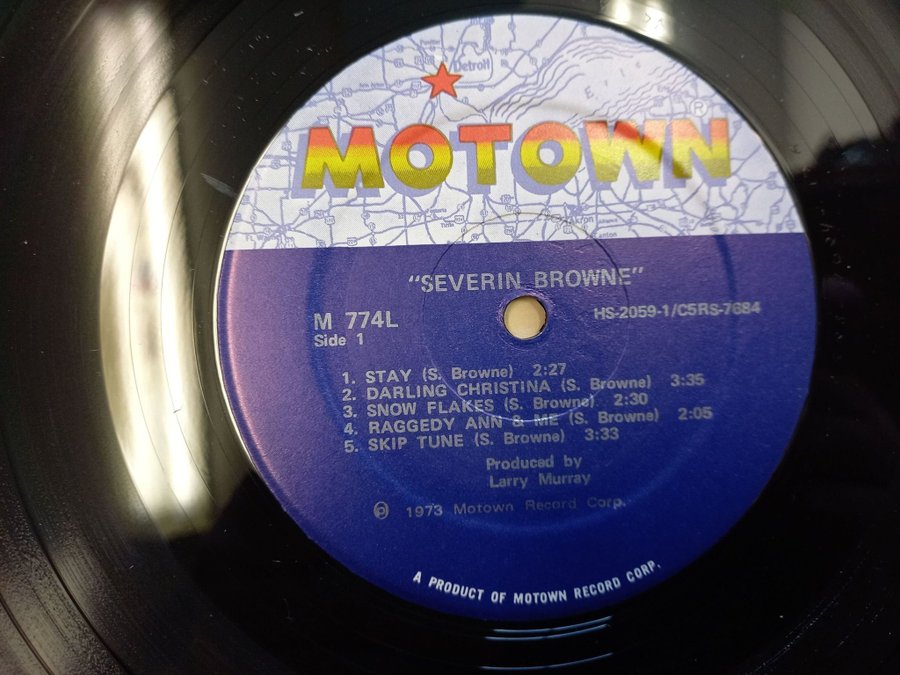 Detroit
Erie
MOTOWN®
Akron
"SEVERIN BROWNE"
M 774L
HS-2059-1/C5RS-7684
Side 1
1. STAY (S. Browne) 2:27
2. DARLING CHRISTINA (S. Browne) 3:35
3. SNOW FLAKES (S. Browne) 2:30
4. RAGGEDY ANN & ME (S. Browne) 2:05
5. SKIP TUNE (S. Browne) 3:33
Produced by
Larry Murray
℗ 1973 Motown Record Corp.
A PRODUCT OF MOTOWN RECORD CORP.